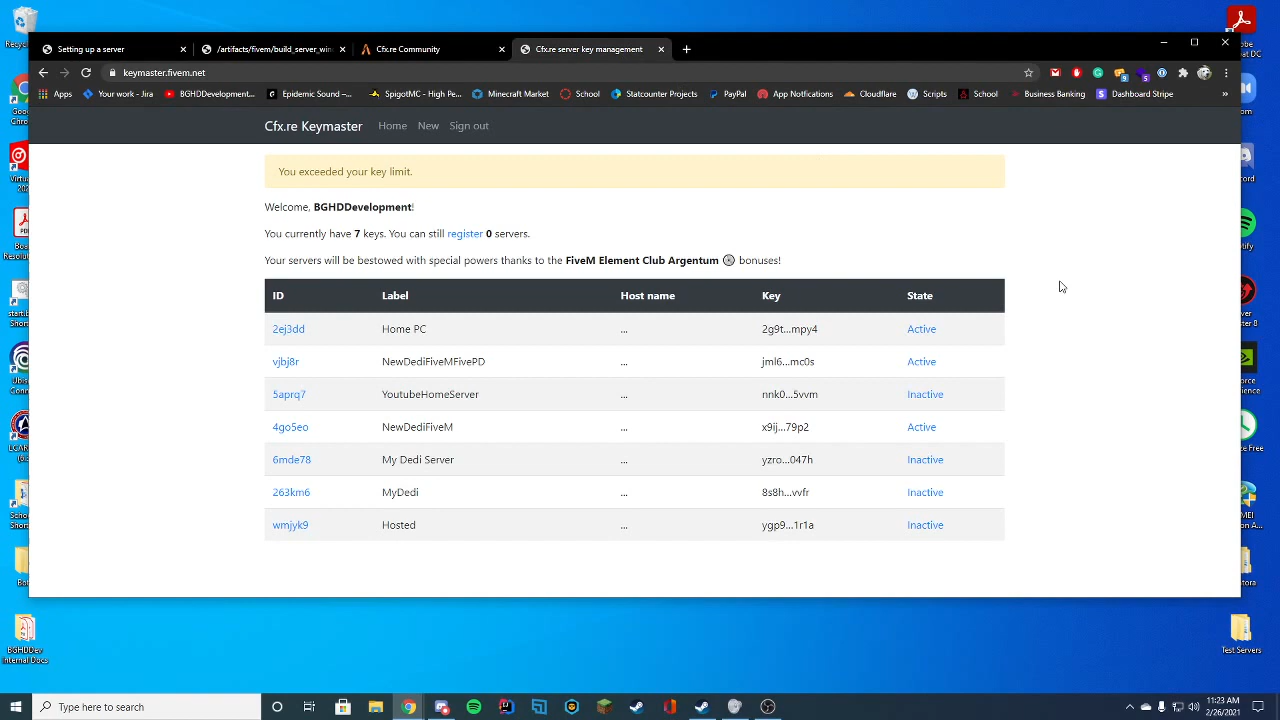 Setting up a server
/artifacts/fivem/build_server_win
Cfx.re Community
Cfx.re server key management
keymaster.fivem.net
Apps
Your work - Jira
BGHDDevelopment...
Epidemic Sound –...
SpigotMC - High Pe...
Minecraft Market
School
Statcounter Projects
PayPal
App Notfications
Cloudflare
Scripts
School
Business Banking
Dashboard Stripe
Cfx.re Keymaster
Home
New
Sign out
You exceeded your key limit.
Welcome, BGHDDevelopment!
You currently have 7 keys. You can still register 0 servers.
Your servers will be bestowed with special powers thanks to the FiveM Element Club Argentum bonuses!
ID Label Host name Key State
2ej3dd Home PC ... 2g9t...mpy4 Active
vjbj8r NewDediFiveMFivePD ... jml6...mc0s Active
5aprq7 YoutubeHomeServer ... nnk0...5vvm Inactive
4go5eo NewDediFiveM ... x9ij...79p2 Active
6mde78 My Dedi Server ... yzro...047h Inactive
263km6 MyDedi ... 8s8h...vvfr Inactive
wmjyk9 Hosted ... ygp9...1r1a Inactive
BGHDDev
Internal Docs
Test Servers
Type here to search
11:23 AM
2/26/2021